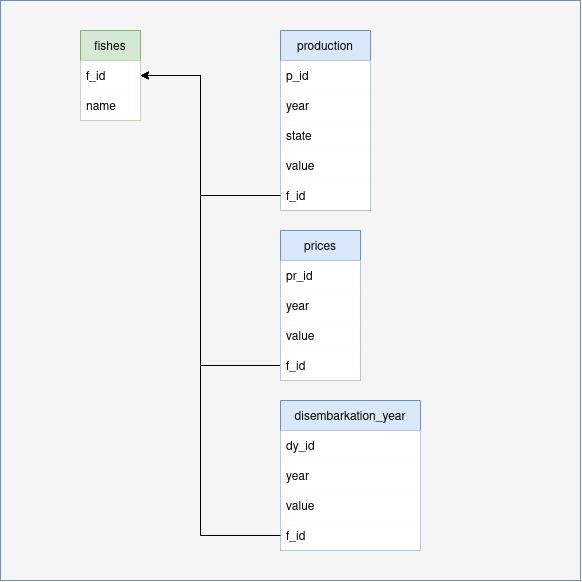 fishes
f_id
name
production
p_id
year
state
value
f_id
prices
pr_id
year
value
f_id
disembarkation_year
dy_id
year
value
f_id